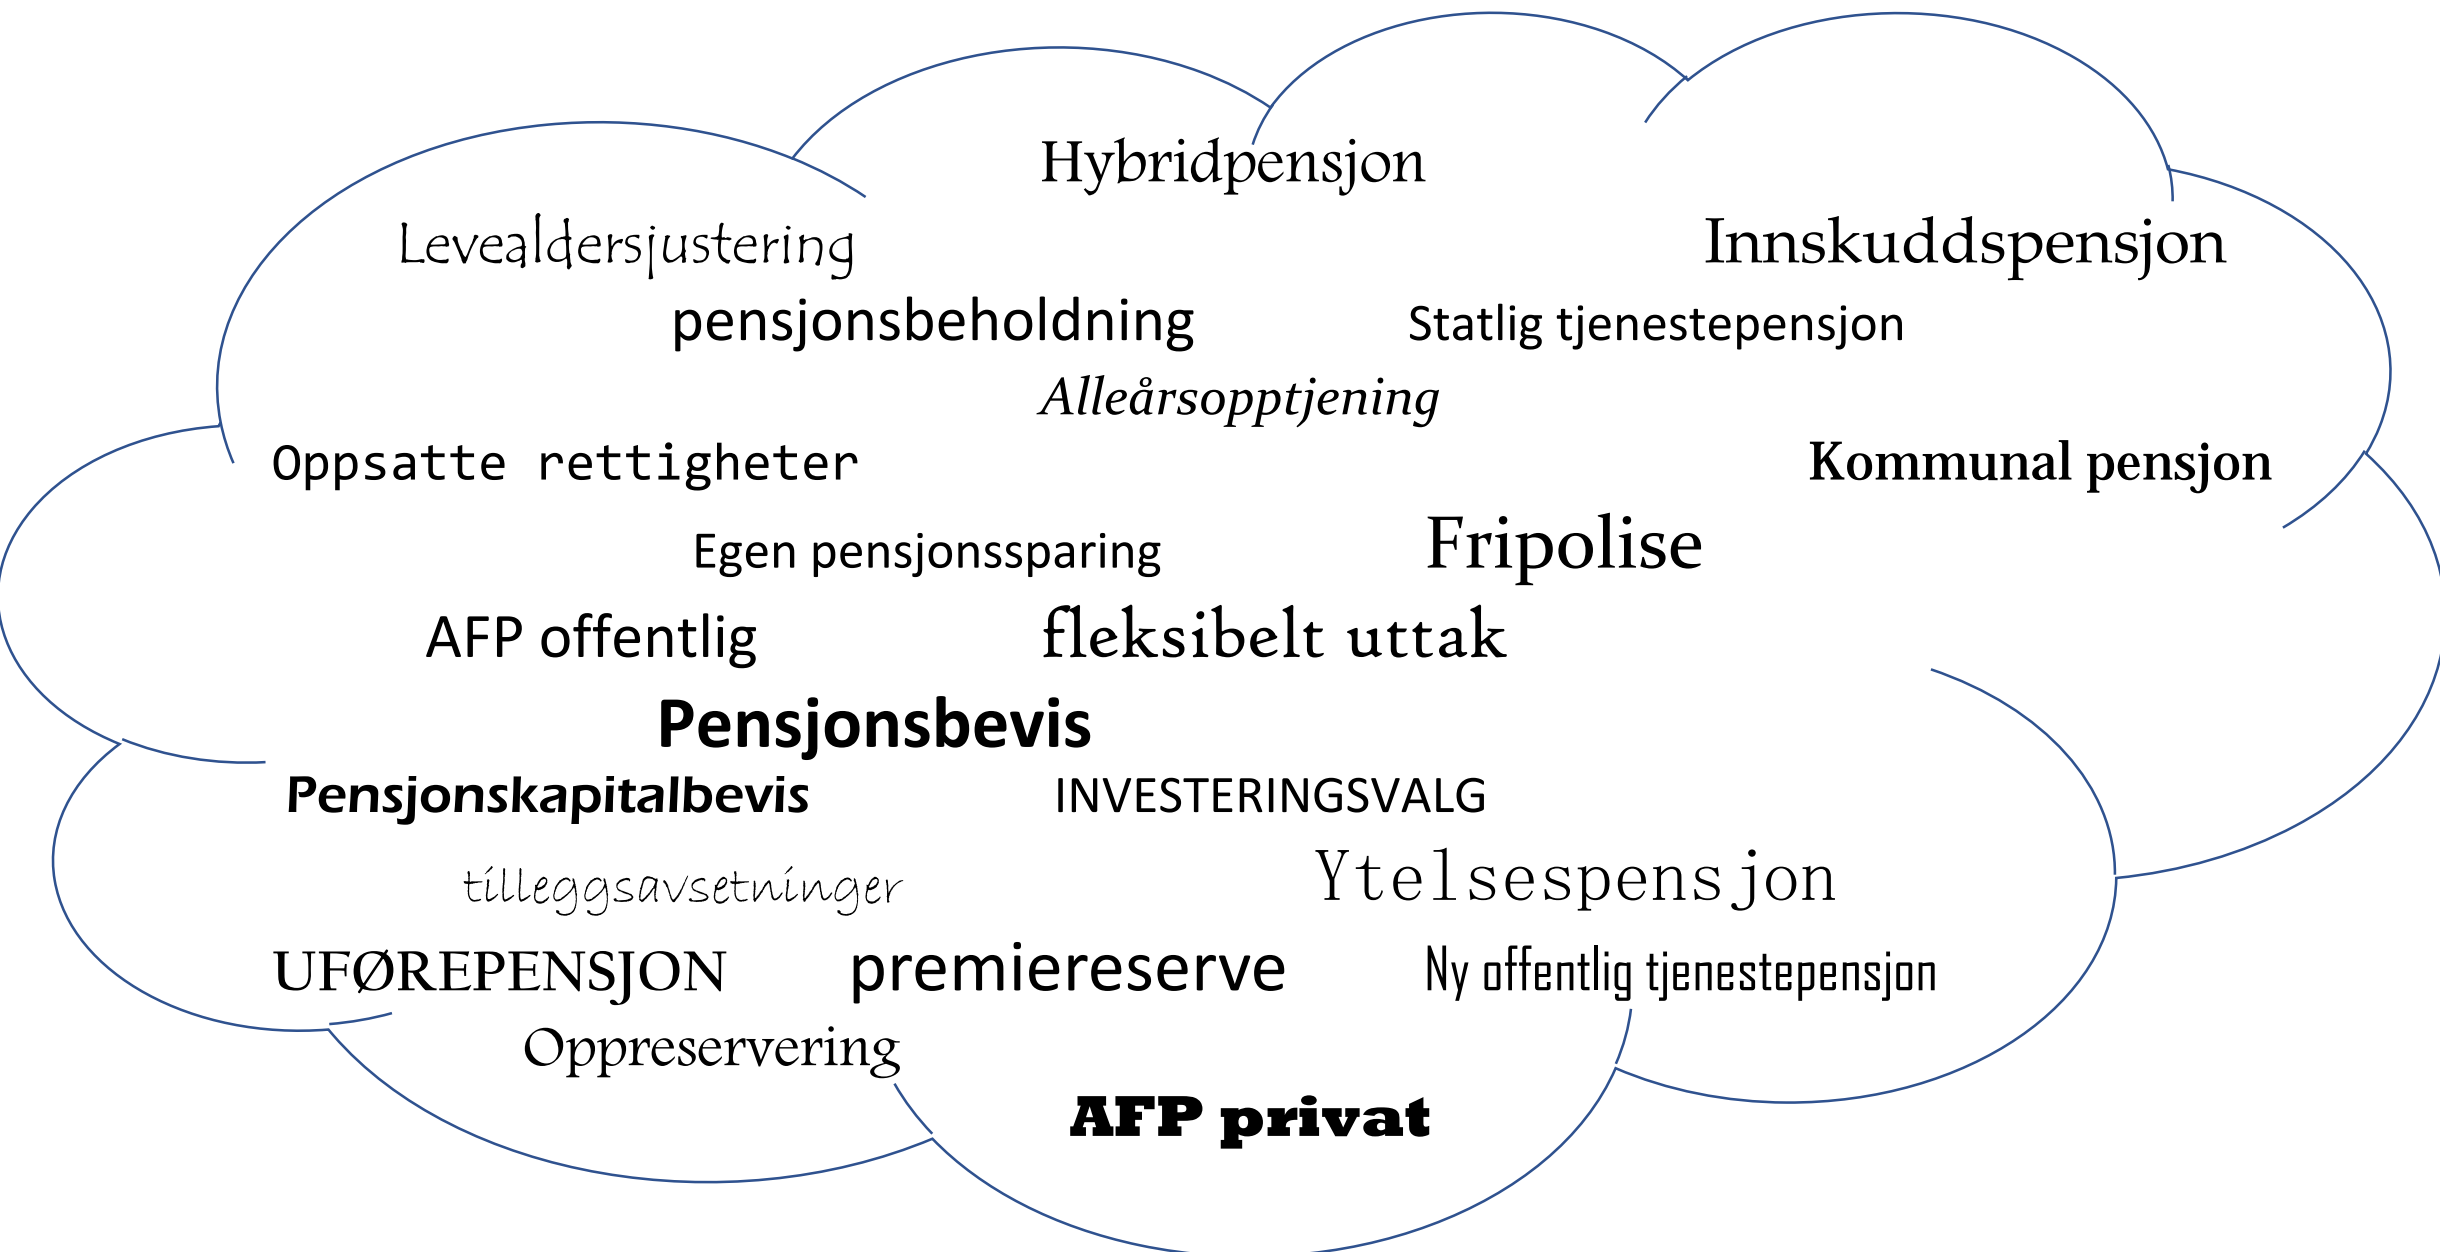 Hybridpensjon
Levealdersjustering
Innskuddspensjon
pensjonsbeholdning
Statlig tjenestepensjon
Alleårsopptjening
Oppsatte rettigheter
Kommunal pensjon
Egen pensjonssparing
Fripolise
AFP offentlig
fleksibelt uttak
Pensjonsbevis
Pensjonskapitalbevis
INVESTERINGSVALG
tilleggsavsetninger
Ytelsespensjon
UFØREPENSJON
premiereserve
Ny offentlig tjenestepensjon
Oppreservering
AFP privat